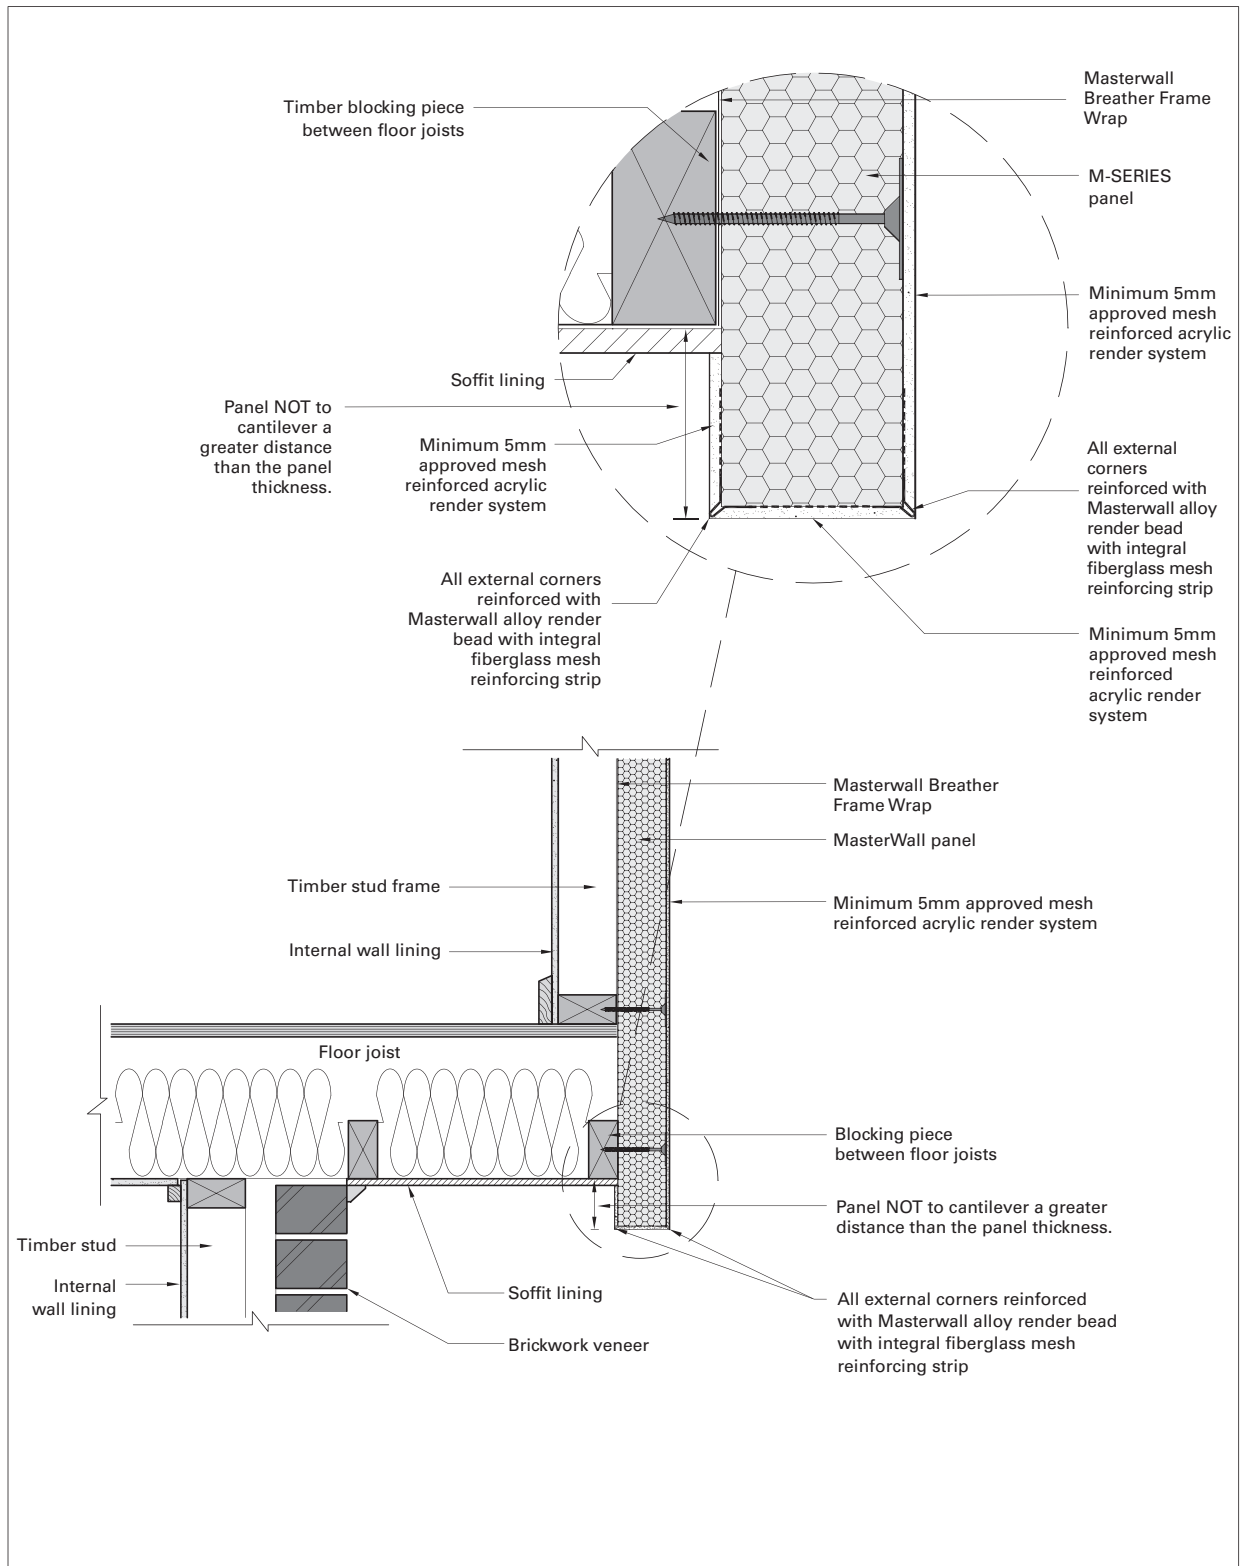 Timber blocking piece
between floor joists
Masterwall
Breather Frame
Wrap
M-SERIES
panel
Minimum 5mm
approved mesh
reinforced acrylic
render system
Soffit lining
Panel NOT to
cantilever a
greater distance
than the panel
thickness.
Minimum 5mm
approved mesh
reinforced acrylic
render system
All external
corners
reinforced with
Masterwall alloy
render bead
with integral
fiberglass mesh
reinforcing strip
All external corners
reinforced with
Masterwall alloy render
bead with integral
fiberglass mesh
reinforcing strip
Minimum 5mm
approved mesh
reinforced
acrylic render
system
Masterwall Breather
Frame Wrap
MasterWall panel
Timber stud frame
Minimum 5mm approved mesh
reinforced acrylic render system
Internal wall lining
Floor joist
Blocking piece
between floor joists
Panel NOT to cantilever a greater
distance than the panel thickness.
Timber stud
Internal
wall lining
Soffit lining
Brickwork veneer
All external corners reinforced
with Masterwall alloy render bead
with integral fiberglass mesh
reinforcing strip